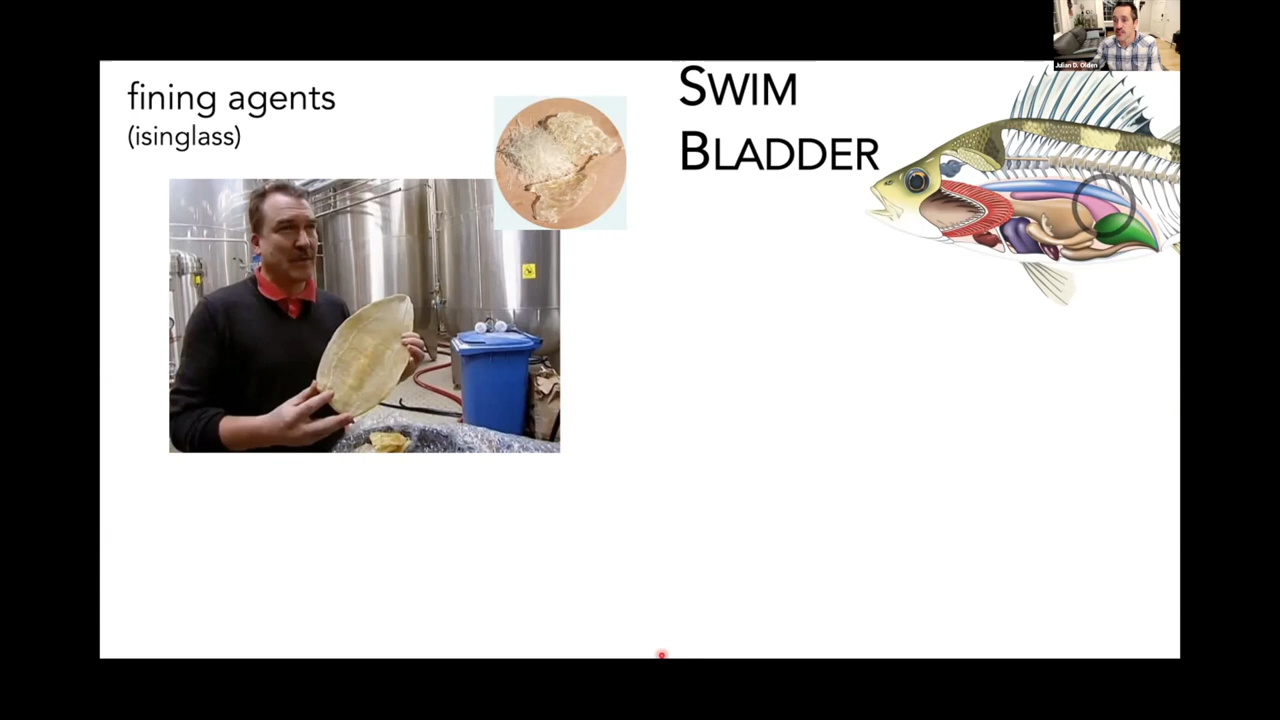 fining agents
(isinglass)
SWIM
BLADDER
Julian D. Olden